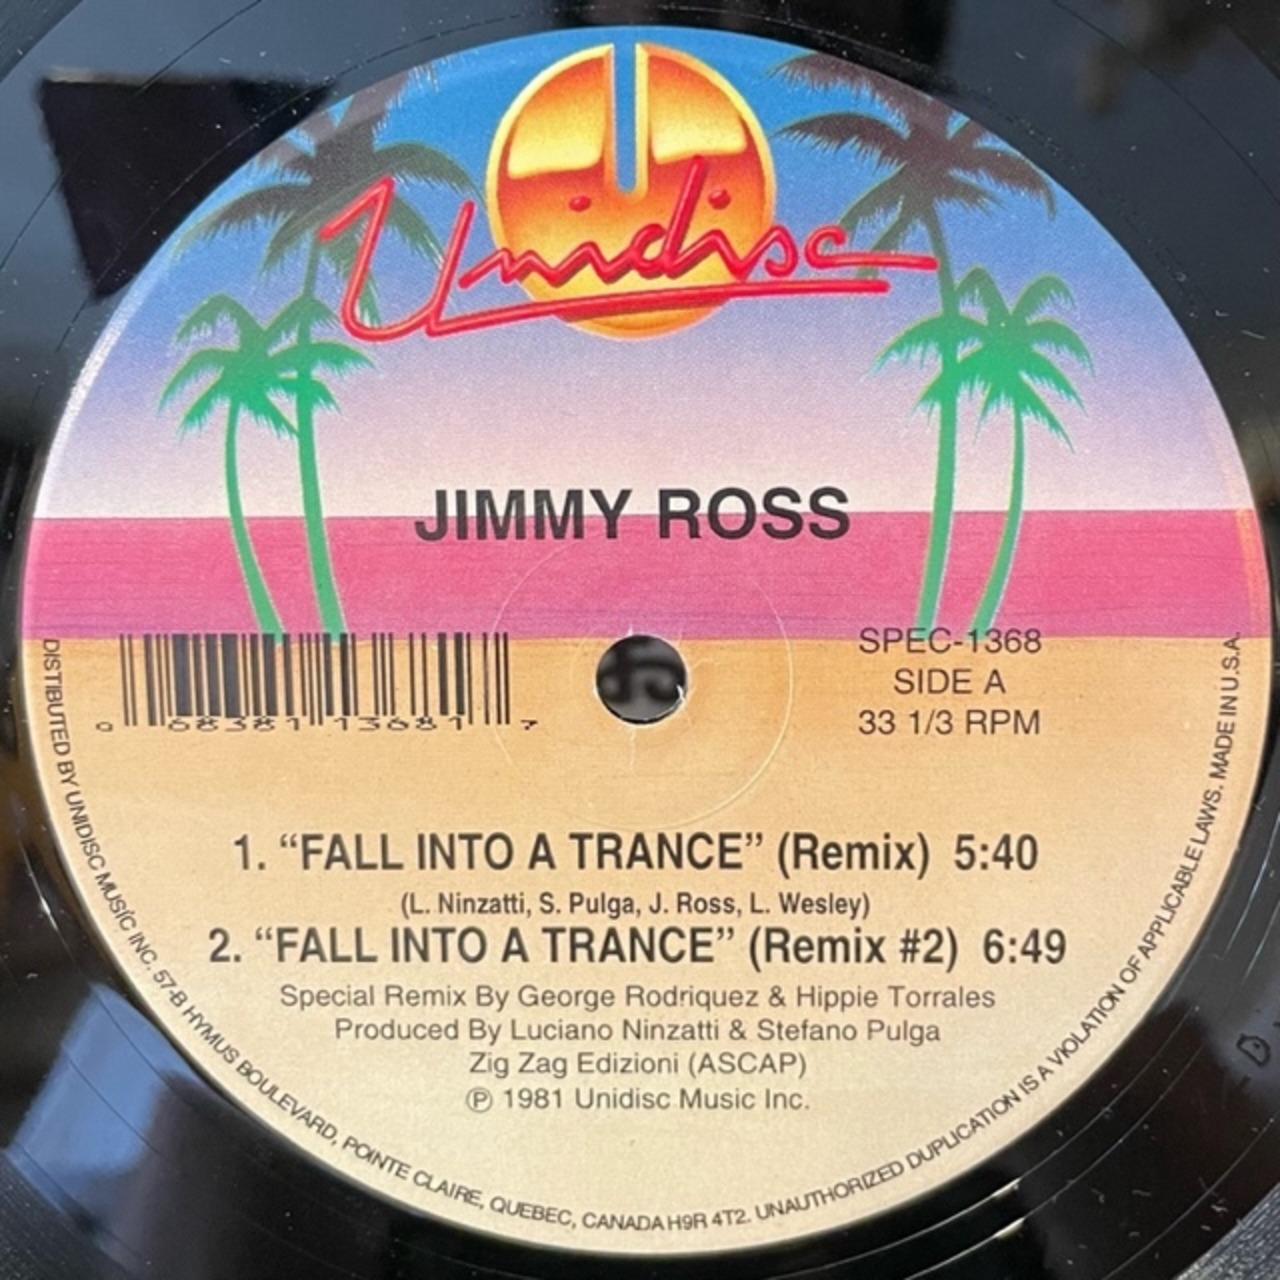 Unidisc
JIMMY ROSS
SPEC-1368
SIDE A
33 1/3 RPM
0 68381 13681 7
1. “FALL INTO A TRANCE” (Remix) 5:40
(L. Ninzatti, S. Pulga, J. Ross, L. Wesley)
2. “FALL INTO A TRANCE” (Remix #2) 6:49
Special Remix By George Rodriquez & Hippie Torrales
Produced By Luciano Ninzatti & Stefano Pulga
Zig Zag Edizioni (ASCAP)
Ⓟ 1981 Unidisc Music Inc.
DISTIBUTED BY UNIDISC MUSIC INC. 57-B HYMUS BOULEVARD, POINTE CLAIRE, QUEBEC, CANADA H9R 4T2. UNAUTHORIZED DUPLICATION IS A VIOLATION OF APPLICABLE LAWS. MADE IN U.S.A.